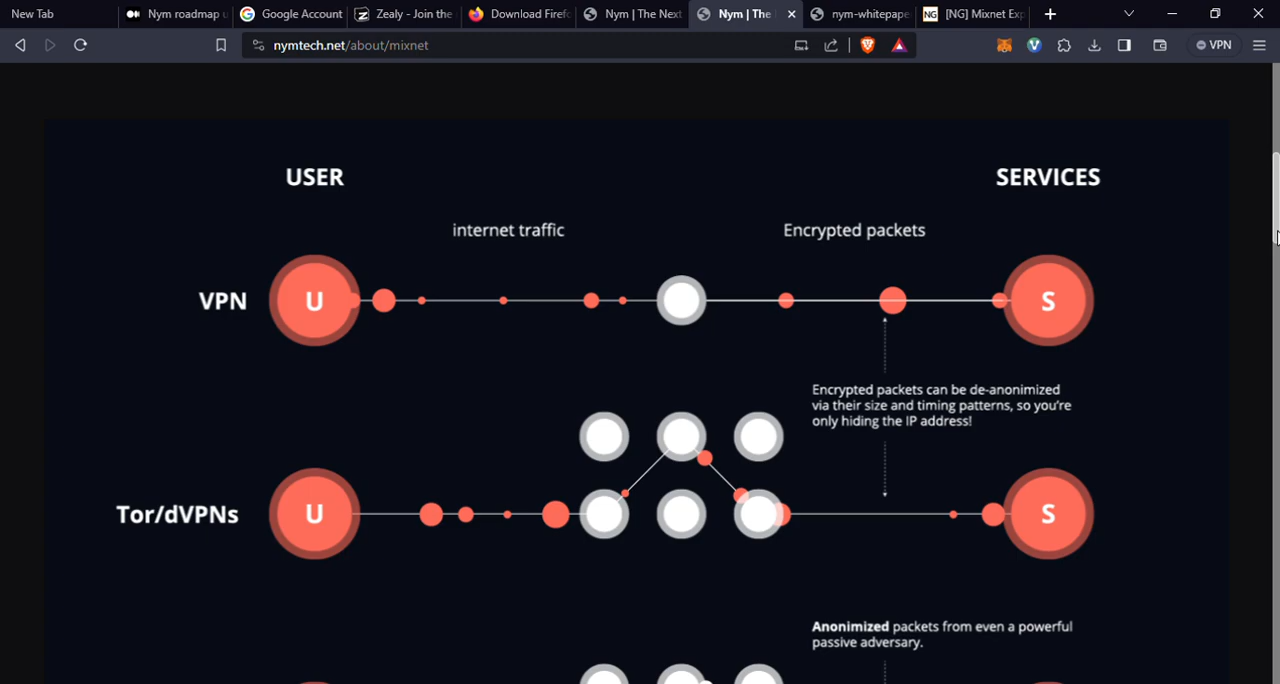 New Tab
Nym roadmap u
Google Account
Zealy - Join the
Download Firefo
Nym | The Next
Nym | The
nym-whitepape
NG
[NG] Mixnet Exp
nymtech.net/about/mixnet
VPN
USER
SERVICES
internet traffic
Encrypted packets
VPN
U
S
Encrypted packets can be de-anonimized
via their size and timing patterns, so you're
only hiding the IP address!
Tor/dVPNs
U
S
Anonimized packets from even a powerful
passive adversary.